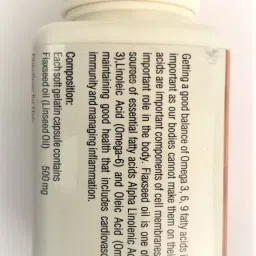 Getting a good balance of Omega 3, 6, 9 fatty acids
important as our bodies cannot make them on their
acids are important components of cell membranes
important role in the body. Flaxseed oil is one of
sources of essential fatty acids Alpha Linolenic Ac
3),Linoleic Acid (Omega-6) and Oleic Acid (Om
maintaining good health that includes cardiovasc
immunity and managing inflammation.
Composition:
Each soft gelatin capsule contains
Flaxseed oil (Linseed Oil) 500 mg